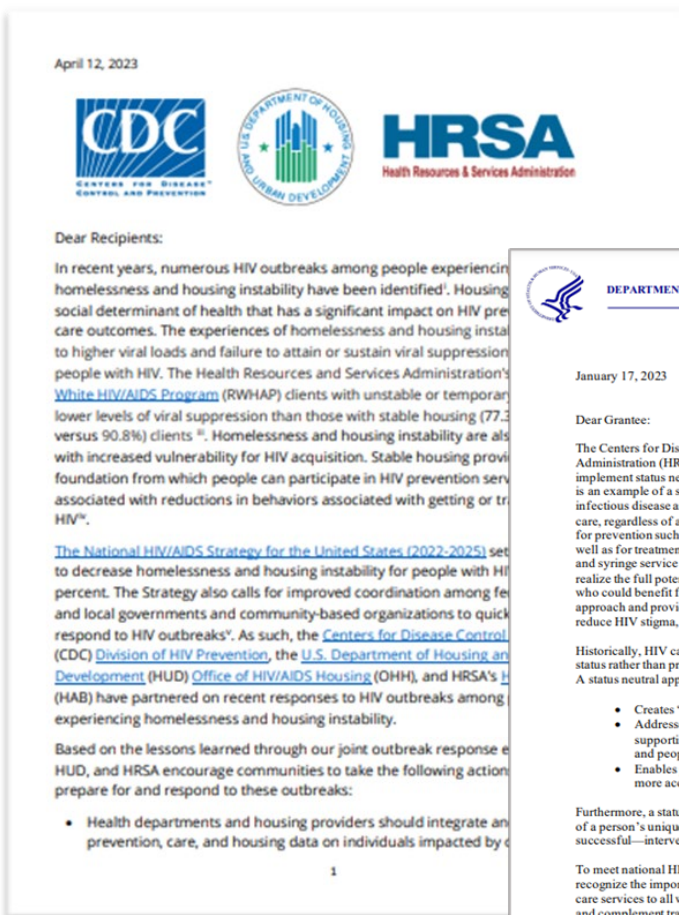 April 12, 2023
CDC
CENTERS FOR DISEASE
CONTROL AND PREVENTION
U.S. DEPARTMENT OF HOUSING AND URBAN DEVELOPMENT
HRSA
Health Resources & Services Administration
Dear Recipients:
In recent years, numerous HIV outbreaks among people experiencin
homelessness and housing instability have been identified. Housing
social determinant of health that has a significant impact on HIV pre
care outcomes. The experiences of homelessness and housing instal
to higher viral loads and failure to attain or sustain viral suppression
people with HIV. The Health Resources and Services Administration's
White HIV/AIDS Program (RWHAP) clients with unstable or temporary
lower levels of viral suppression than those with stable housing (77.3
versus 90.8%) clients iii. Homelessness and housing instability are als
with increased vulnerability for HIV acquisition. Stable housing provi
foundation from which people can participate in HIV prevention serv
associated with reductions in behaviors associated with getting or tr
HIViv.
The National HIV/AIDS Strategy for the United States (2022-2025) set
to decrease homelessness and housing instability for people with HI
percent. The Strategy also calls for improved coordination among fe
and local governments and community-based organizations to quick
respond to HIV outbreaksv. As such, the Centers for Disease Control
(CDC) Division of HIV Prevention, the U.S. Department of Housing an
Development (HUD) Office of HIV/AIDS Housing (OHH), and HRSA's H
(HAB) have partnered on recent responses to HIV outbreaks among
experiencing homelessness and housing instability.
Based on the lessons learned through our joint outbreak response e
HUD, and HRSA encourage communities to take the following action
prepare for and respond to these outbreaks:
• Health departments and housing providers should integrate an
prevention, care, and housing data on individuals impacted by
1
DEPARTMEN
January 17, 2023
Dear Grantee:
The Centers for Dis
Administration (HR
implement status ne
is an example of a s
infectious disease a
care, regardless of a
for prevention such
well as for treatmen
and syringe service
realize the full poten
who could benefit f
approach and provi
reduce HIV stigma,
Historically, HIV ca
status rather than pr
A status neutral app
• Creates "
• Address
supporti
and peop
• Enables
more acc
Furthermore, a statu
of a person's uniqu
successful—interve
To meet national HI
recognize the impor
care services to all v
and complement tra